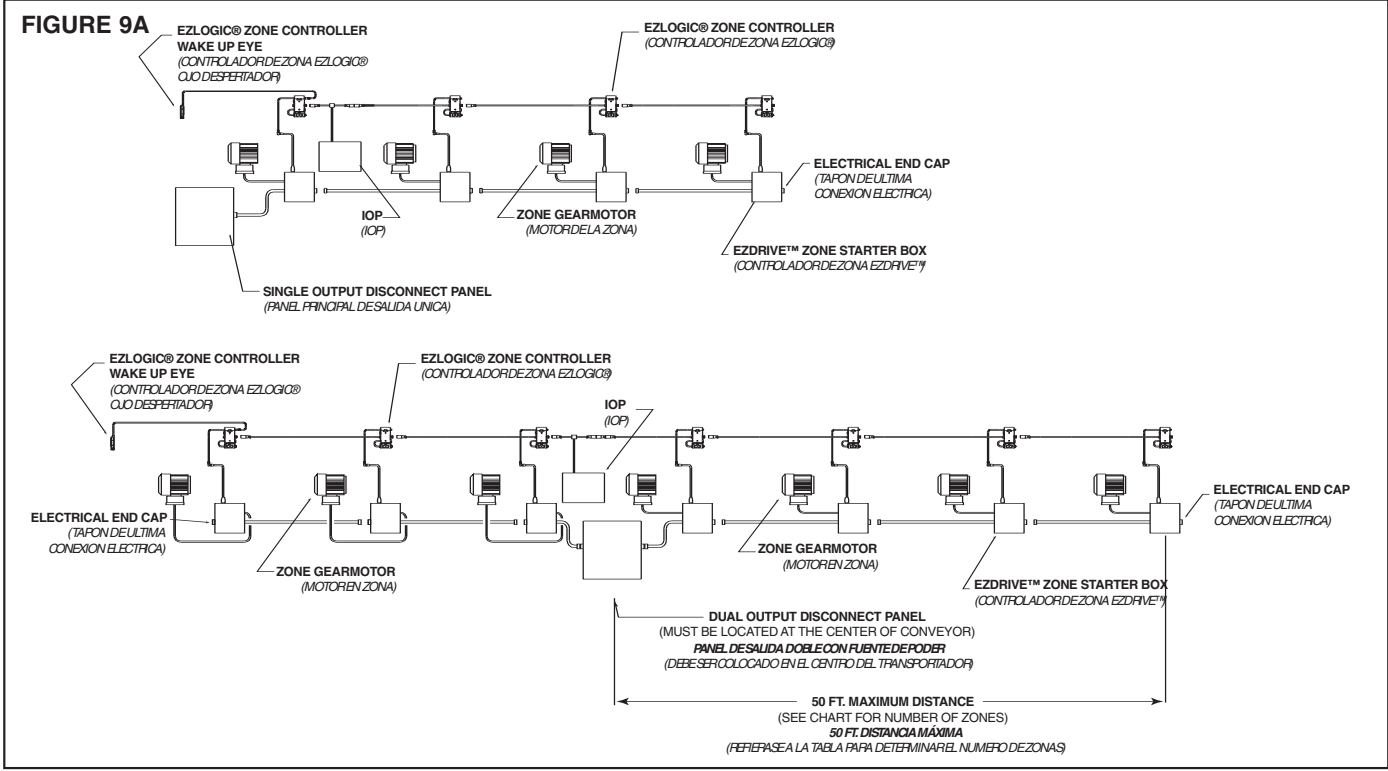 FIGURE 9A
EZLOGIC® ZONE CONTROLLER
WAKE UP EYE
(CONTROLADOR DE ZONA EZLOGIC®
OJO DESPERTADOR)
EZLOGIC® ZONE CONTROLLER
(CONTROLADOR DE ZONA EZLOGIC®)
ELECTRICAL END CAP
(TAPON DE ULTIMA
CONEXION ELECTRICA)
IOP
(IOP)
ZONE GEARMOTOR
(MOTOR DE LA ZONA)
EZDRIVE™ ZONE STARTER BOX
(CONTROLADOR DE ZONA EZDRIVE™)
SINGLE OUTPUT DISCONNECT PANEL
(PANEL PRINCIPAL DE SALIDA UNICA)
EZLOGIC® ZONE CONTROLLER
WAKE UP EYE
(CONTROLADOR DE ZONA EZLOGIC®
OJO DESPERTADOR)
EZLOGIC® ZONE CONTROLLER
(CONTROLADOR DE ZONA EZLOGIC®)
IOP
(IOP)
ELECTRICAL END CAP
(TAPON DE ULTIMA
CONEXION ELECTRICA)
ELECTRICAL END CAP
(TAPON DE ULTIMA
CONEXION ELECTRICA)
ZONE GEARMOTOR
(MOTOR EN ZONA)
ZONE GEARMOTOR
(MOTOR EN ZONA)
EZDRIVE™ ZONE STARTER BOX
(CONTROLADOR DE ZONA EZDRIVE™)
DUAL OUTPUT DISCONNECT PANEL
(MUST BE LOCATED AT THE CENTER OF CONVEYOR)
PANEL DE SALIDA DOBLE CON FUENTE DE PODER
(DEBE SER COLOCADO EN EL CENTRO DEL TRANSPORTADOR)
50 FT. MAXIMUM DISTANCE
(SEE CHART FOR NUMBER OF ZONES)
50 FT. DISTANCIA MÁXIMA
(REFIERASE A LA TABLA PARA DETERMINAR EL NUMERO DE ZONAS)